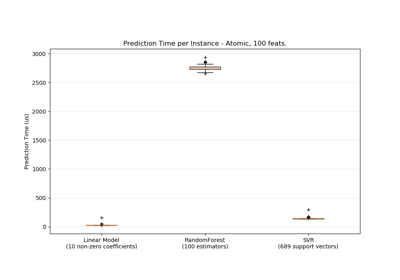 Prediction Time per Instance - Atomic, 100 feats.
3000
2500
2000
1500
1000
500
0
Prediction Time (us)
Linear Model
(10 non-zero coefficients)
RandomForest
(100 estimators)
SVR
(689 support vectors)